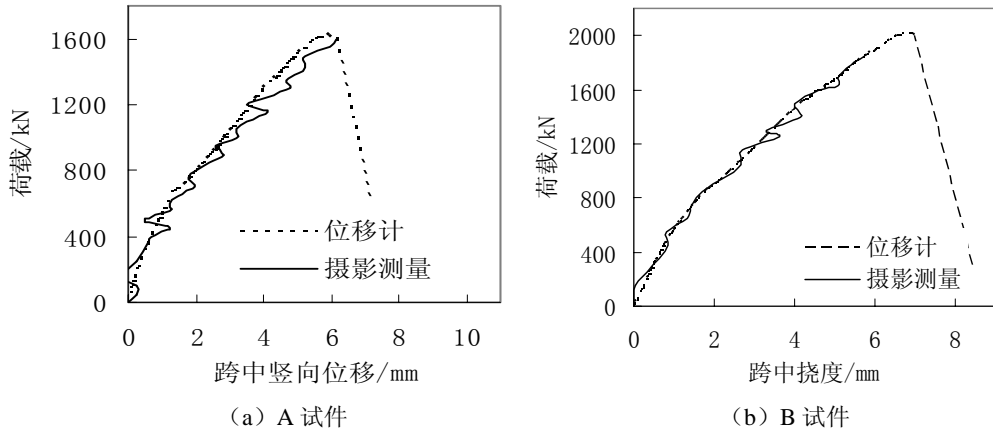 1600
1200
800
400
0
荷载/kN
位移计
摄影测量
0 2 4 6 8 10
跨中竖向位移/mm
（a）A 试件
2000
1600
1200
800
400
0
荷载/kN
位移计
摄影测量
0 2 4 6 8
跨中挠度/mm
（b）B 试件